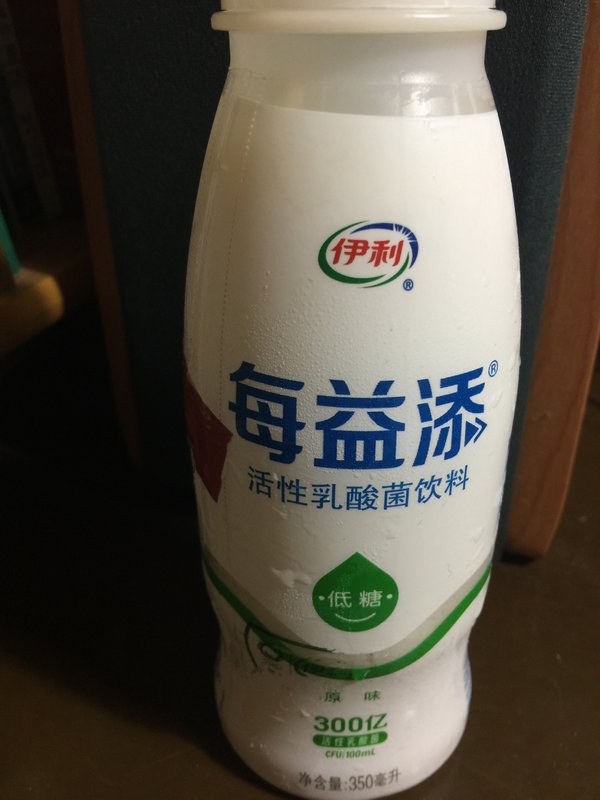 伊利
®
每益添®
活性乳酸菌饮料
·低糖·
原味
300亿
活性乳酸菌
CFU/100mL
净含量:350毫升